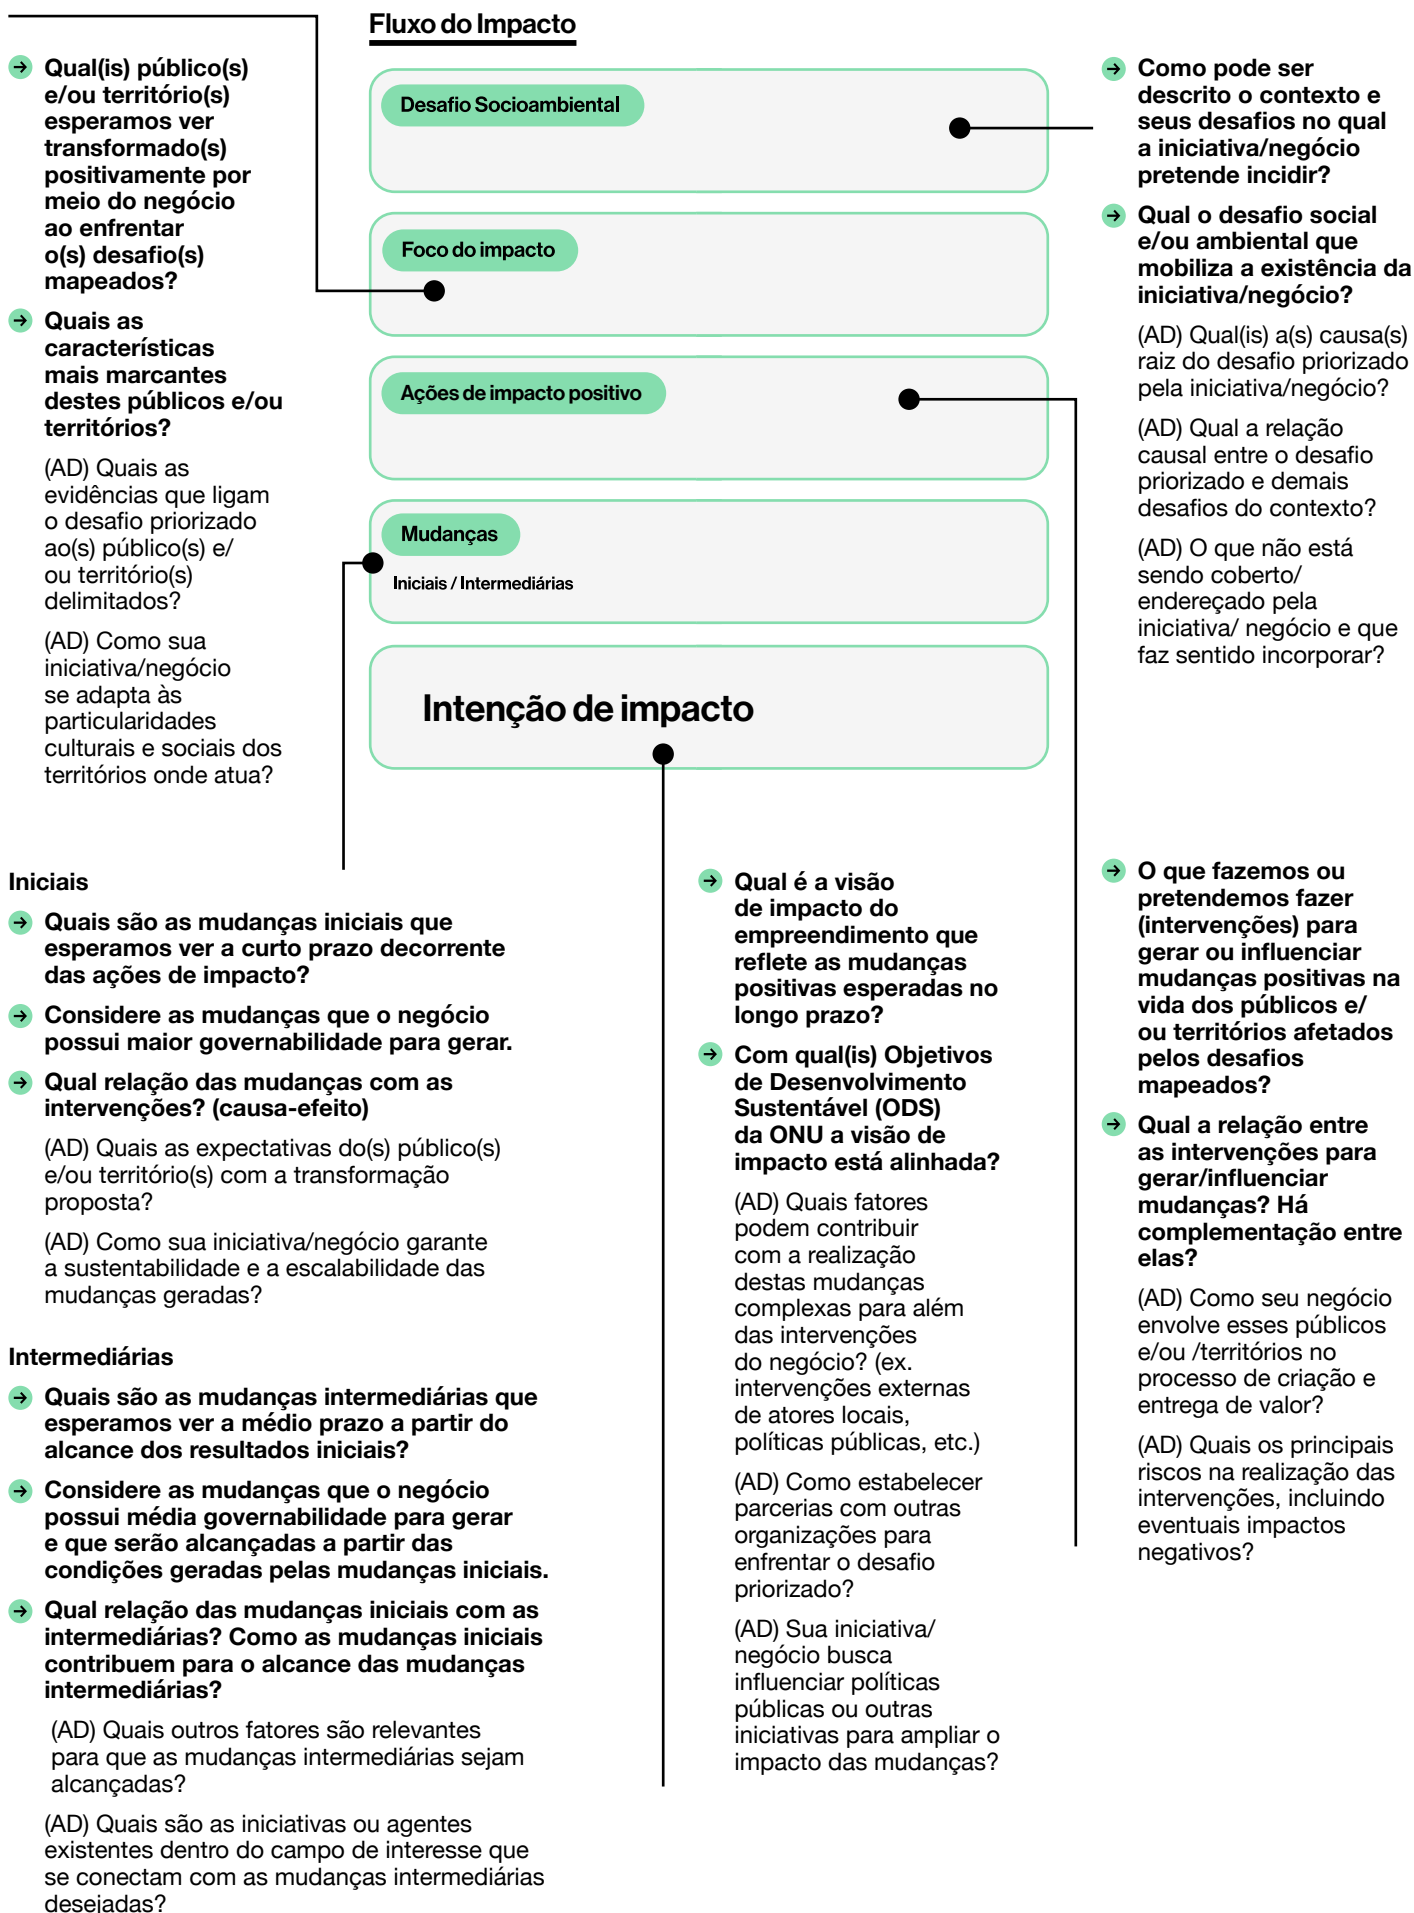 Fluxo do Impacto
Qual(is) público(s)
e/ou território(s)
esperamos ver
transformado(s)
positivamente por
meio do negócio
ao enfrentar
o(s) desafio(s)
mapeados?
Quais as
características
mais marcantes
destes públicos e/ou
territórios?
(AD) Quais as
evidências que ligam
o desafio priorizado
ao(s) público(s) e/
ou território(s)
delimitados?
(AD) Como sua
iniciativa/negócio
se adapta às
particularidades
culturais e sociais dos
territórios onde atua?
Desafio Socioambiental
Foco do impacto
Ações de impacto positivo
Mudanças
Iniciais / Intermediárias
Intenção de impacto
Como pode ser
descrito o contexto e
seus desafios no qual
a iniciativa/negócio
pretende incidir?
Qual o desafio social
e/ou ambiental que
mobiliza a existência da
iniciativa/negócio?
(AD) Qual(is) a(s) causa(s)
raiz do desafio priorizado
pela iniciativa/negócio?
(AD) Qual a relação
causal entre o desafio
priorizado e demais
desafios do contexto?
(AD) O que não está
sendo coberto/
endereçado pela
iniciativa/ negócio e que
faz sentido incorporar?
Iniciais
Quais são as mudanças iniciais que
esperamos ver a curto prazo decorrente
das ações de impacto?
Considere as mudanças que o negócio
possui maior governabilidade para gerar.
Qual relação das mudanças com as
intervenções? (causa-efeito)
(AD) Quais as expectativas do(s) público(s)
e/ou território(s) com a transformação
proposta?
(AD) Como sua iniciativa/negócio garante
a sustentabilidade e a escalabilidade das
mudanças geradas?
Intermediárias
Quais são as mudanças intermediárias que
esperamos ver a médio prazo a partir do
alcance dos resultados iniciais?
Considere as mudanças que o negócio
possui média governabilidade para gerar
e que serão alcançadas a partir das
condições geradas pelas mudanças iniciais.
Qual relação das mudanças iniciais com as
intermediárias? Como as mudanças iniciais
contribuem para o alcance das mudanças
intermediárias?
(AD) Quais outros fatores são relevantes
para que as mudanças intermediárias sejam
alcançadas?
(AD) Quais são as iniciativas ou agentes
existentes dentro do campo de interesse que
se conectam com as mudanças intermediárias
desejadas?
Qual é a visão
de impacto do
empreendimento que
reflete as mudanças
positivas esperadas no
longo prazo?
Com qual(is) Objetivos
de Desenvolvimento
Sustentável (ODS)
da ONU a visão de
impacto está alinhada?
(AD) Quais fatores
podem contribuir
com a realização
destas mudanças
complexas para além
das intervenções
do negócio? (ex.
intervenções externas
de atores locais,
políticas públicas, etc.)
(AD) Como estabelecer
parcerias com outras
organizações para
enfrentar o desafio
priorizado?
(AD) Sua iniciativa/
negócio busca
influenciar políticas
públicas ou outras
iniciativas para ampliar o
impacto das mudanças?
O que fazemos ou
pretendemos fazer
(intervenções) para
gerar ou influenciar
mudanças positivas na
vida dos públicos e/
ou territórios afetados
pelos desafios
mapeados?
Qual a relação entre
as intervenções para
gerar/influenciar
mudanças? Há
complementação entre
elas?
(AD) Como seu negócio
envolve esses públicos
e/ou /territórios no
processo de criação e
entrega de valor?
(AD) Quais os principais
riscos na realização das
intervenções, incluindo
eventuais impactos
negativos?